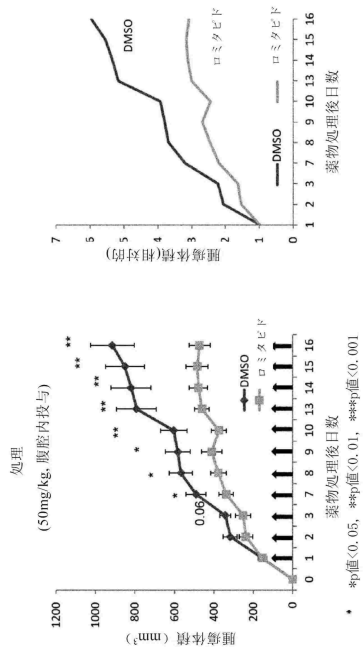 処理
(50mg/kg, 腹腔内投与)
腫瘍体積 (mm³)
1200
1000
800
600
400
200
0
0 1 2 3 7 8 9 10 13 14 15 16
0.06
* * * ** ** ** ** **
DMSO
ロミタピド
薬物処理後日数
* *p値<0.05, **p値<0.01, ***p値<0.001
腫瘍体積(相対的)
7
6
5
4
3
2
1
0
1 2 3 7 8 9 10 13 14 15 16
DMSO
ロミタピド
DMSO ロミタピド
薬物処理後日数